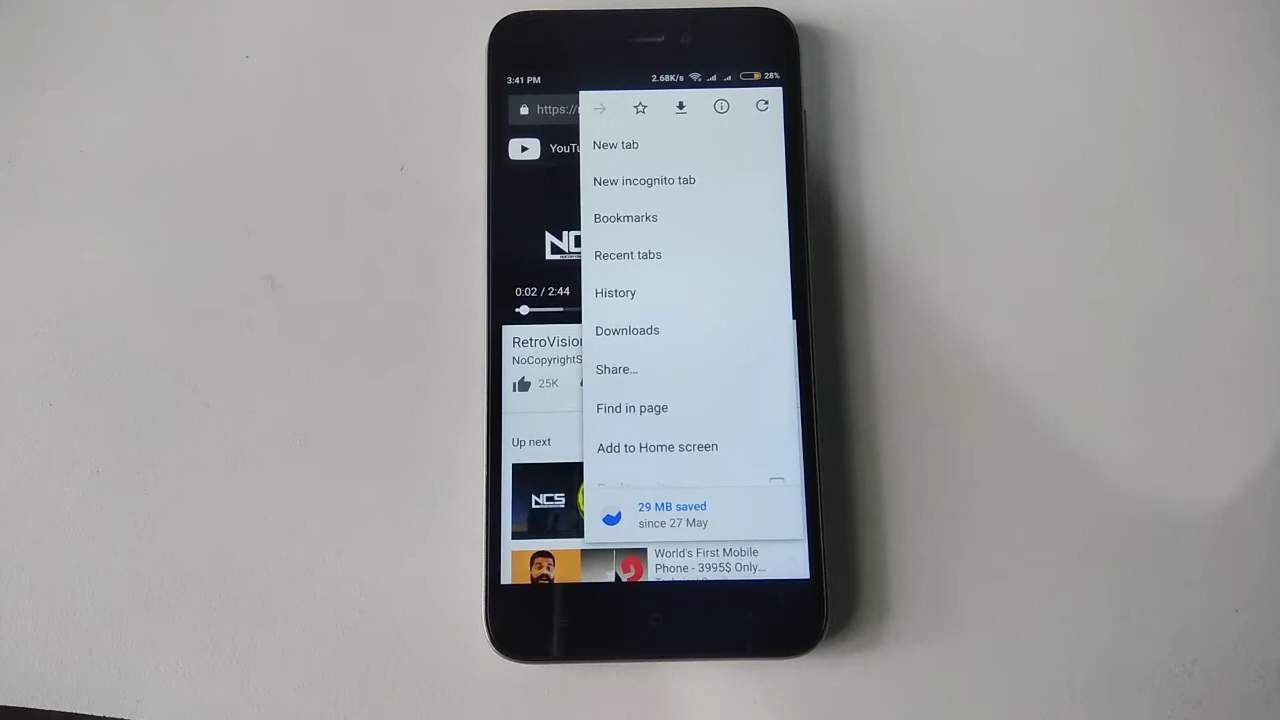 3:41 PM
2.68K/s
28%
https://
YouTu
New tab
New incognito tab
Bookmarks
Recent tabs
History
Downloads
Share...
Find in page
Add to Home screen
29 MB saved
since 27 May
NC
0:02 / 2:44
RetroVision
NoCopyrightS
25K
Up next
NCS
World's First Mobile
Phone - 3995$ Only...